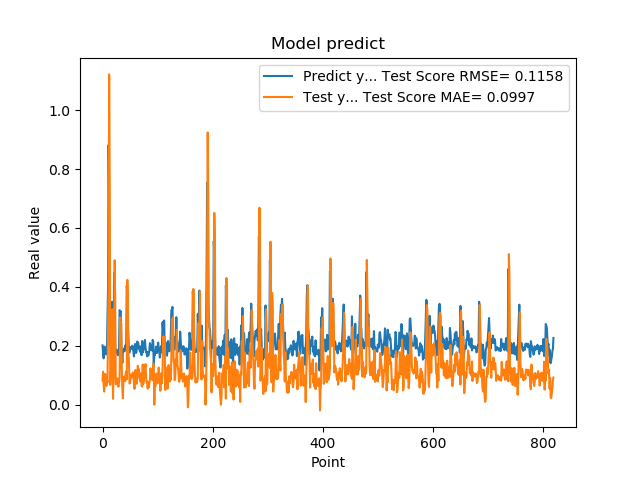 Model predict
Predict y... Test Score RMSE= 0.1158
Test y... Test Score MAE= 0.0997
1.0
0.8
0.6
0.4
0.2
0.0
Real value
0 200 400 600 800
Point